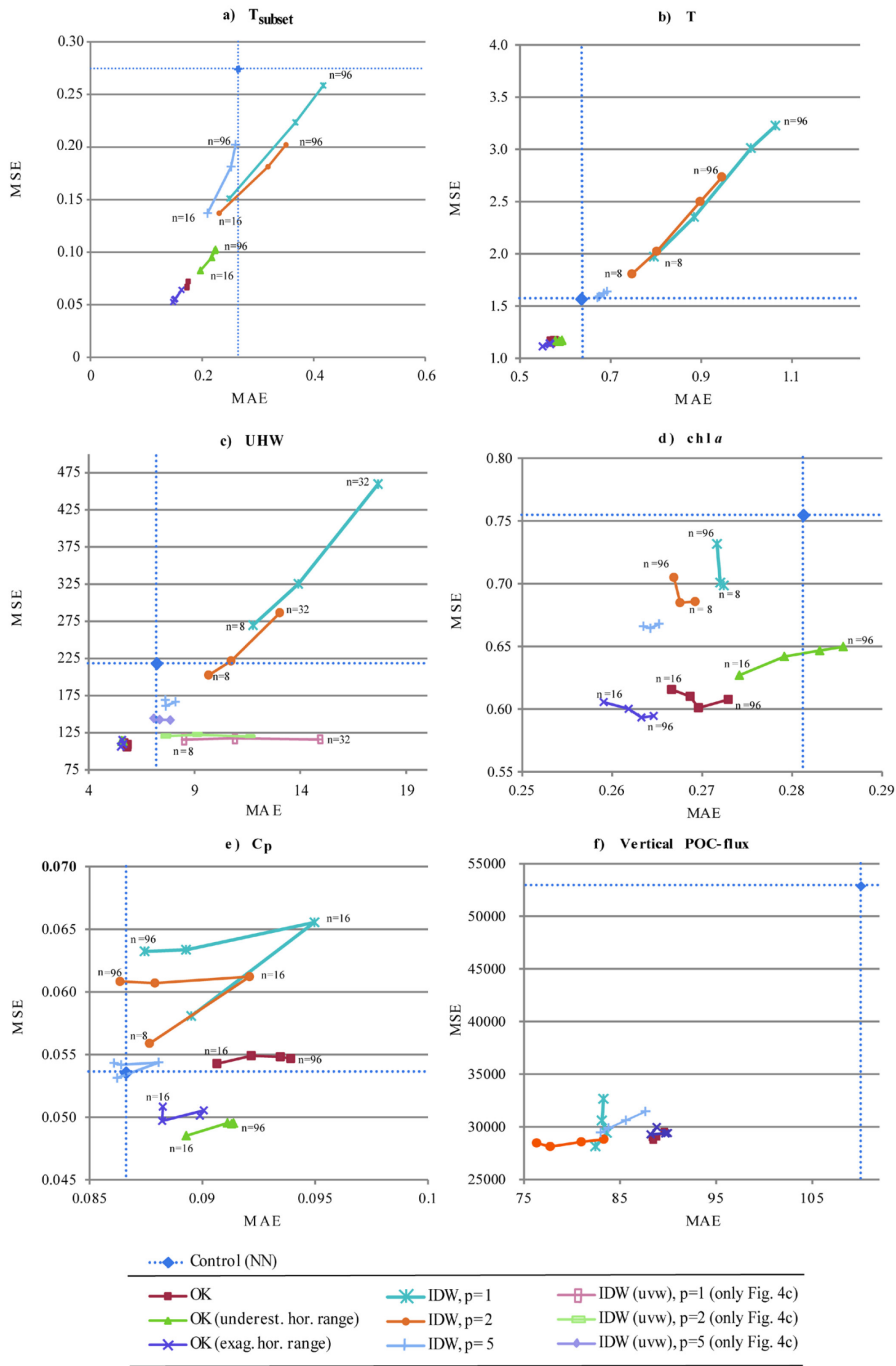 a) Tsubset
MSE
0.30
0.25
0.20
0.15
0.10
0.05
0
n=96
n=96
n=96
n=16
n=16
n=96
n=16
0
0.2
0.4
0.6
MAE
b) T
MSE
4.0
3.5
3.0
2.5
2.0
1.5
1.0
n=96
n=96
n=8
n=8
0.5
0.7
0.9
1.1
MAE
c) UHW
MSE
475
425
375
325
275
225
175
125
75
n=32
n=8
n=32
n=8
n=8
n=32
4
9
14
19
MAE
d) chl a
MSE
0.80
0.75
0.70
0.65
0.60
0.55
n=96
n=96
n=8
n=8
n=96
n=16
n=16
n=16
n=96
n=96
0.25
0.26
0.27
0.28
0.29
MAE
e) Cp
MSE
0.070
0.065
0.060
0.055
0.050
0.045
n=16
n=96
n=96
n=16
n=8
n=16
n=96
n=16
n=96
n=16
0.085
0.09
0.095
0.1
MAE
f) Vertical POC-flux
MSE
55000
50000
45000
40000
35000
30000
25000
75
85
95
105
MAE
Control (NN)
OK
IDW, p=1
IDW (uvw), p=1 (only Fig. 4c)
OK (underest. hor. range)
IDW, p=2
IDW (uvw), p=2 (only Fig. 4c)
OK (exag. hor. range)
IDW, p=5
IDW (uvw), p=5 (only Fig. 4c)